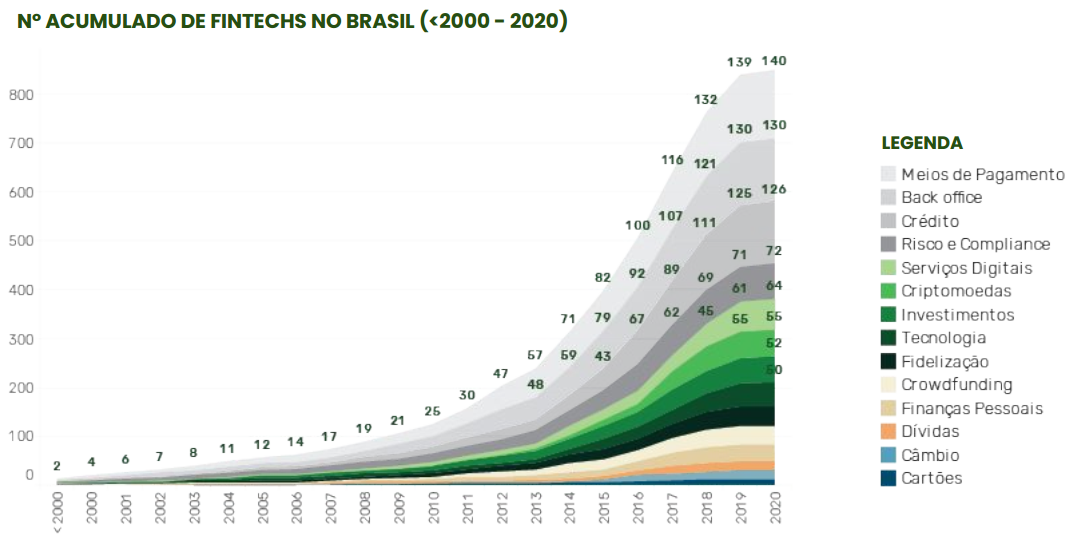 Nº ACUMULADO DE FINTECHS NO BRASIL (<2000 - 2020)
139 140
800
132
700
130 130
116 121
LEGENDA
Meios de Pagamento
600
125 126
Back office
100 107 111
Crédito
500
71 72
Risco e Compliance
82 92 89 69
Serviços Digitais
400
61 64
Criptomoedas
71 79 67 62 45 55 55
Investimentos
300
57 59 43 52
Tecnologia
47 48 50
Fidelização
200
30
Crowdfunding
2 4 6 7 8 11 12 14 17 19 21 25
Finanças Pessoais
100
Dívidas
Câmbio
0
Cartões
<2000 2000 2001 2002 2003 2004 2005 2006 2007 2008 2009 2010 2011 2012 2013 2014 2015 2016 2017 2018 2019 2020